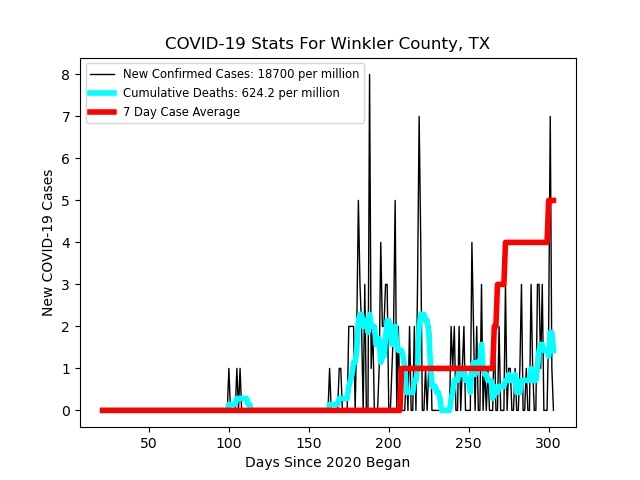 COVID-19 Stats For Winkler County, TX
New Confirmed Cases: 18700 per million
Cumulative Deaths: 624.2 per million
7 Day Case Average
New COVID-19 Cases
8
7
6
5
4
3
2
1
0
50 100 150 200 250 300
Days Since 2020 Began